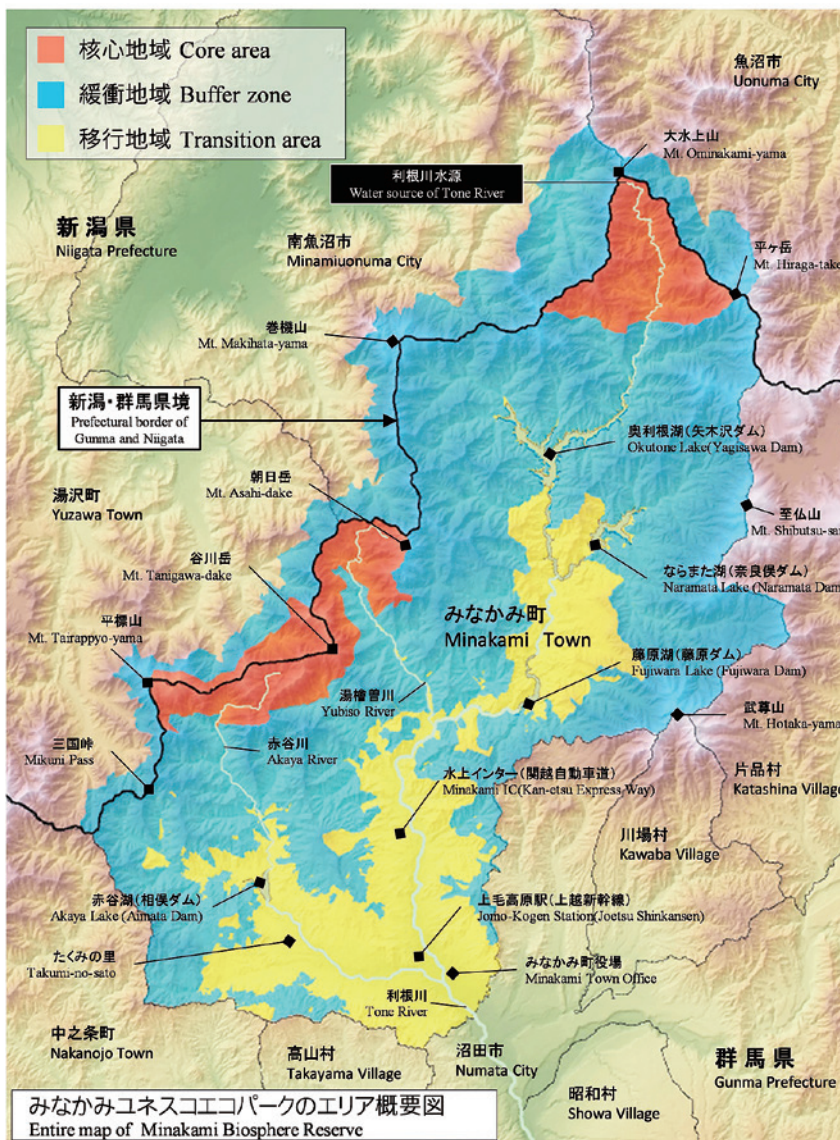 核心地域 Core area
緩衝地域 Buffer zone
移行地域 Transition area
魚沼市
Uonuma City
大水上山
Mt. Ominakami-yama
利根川水源
Water source of Tone River
新潟県
Niigata Prefecture
南魚沼市
Minamiuonuma City
平ヶ岳
Mt. Hiraga-take
巻機山
Mt. Makihata-yama
新潟・群馬県境
Prefectural border of
Gunma and Niigata
奥利根湖(矢木沢ダム)
Okutone Lake(Yagisawa Dam)
朝日岳
Mt. Asahi-dake
湯沢町
Yuzawa Town
至仏山
Mt. Shibutsu-san
谷川岳
Mt. Tanigawa-dake
ならまた湖(奈良俣ダム)
Naramata Lake(Naramata Dam)
みなかみ町
Minakami Town
平標山
Mt. Tairappyo-yama
藤原湖(藤原ダム)
Fujiwara Lake(Fujiwara Dam)
湯檜曽川
Yubiso River
武尊山
Mt. Hotaka-yama
三国峠
Mikuni Pass
赤谷川
Akaya River
水上インター(関越自動車道)
Minakami IC(Kan-etsu Express Way)
片品村
Katashina Village
川場村
Kawaba Village
赤谷湖(相俣ダム)
Akaya Lake(Aimata Dam)
上毛高原駅(上越新幹線)
Jomo-Kogen Station(Joetsu Shinkansen)
たくみの里
Takumi-no-sato
みなかみ町役場
Minakami Town Office
利根川
Tone River
中之条町
Nakanojo Town
高山村
Takayama Village
沼田市
Numata City
群馬県
Gunma Prefecture
昭和村
Showa Village
みなかみユネスコエコパークのエリア概要図
Entire map of Minakami Biosphere Reserve